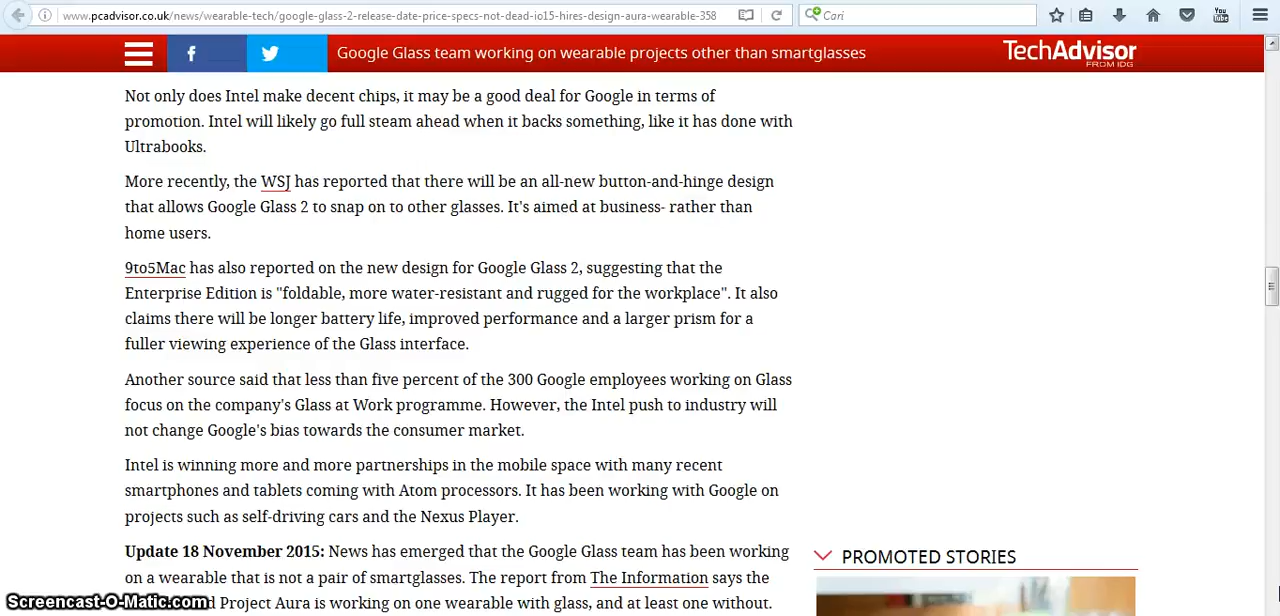 www.pcadvisor.co.uk/news/wearable-tech/google-glass-2-release-date-price-specs-not-dead-io15-hires-design-aura-wearable-358
Cari
You
Tube
f
Google Glass team working on wearable projects other than smartglasses
TechAdvisor
FROM IDG
Not only does Intel make decent chips, it may be a good deal for Google in terms of
promotion. Intel will likely go full steam ahead when it backs something, like it has done with
Ultrabooks.
More recently, the WSJ has reported that there will be an all-new button-and-hinge design
that allows Google Glass 2 to snap on to other glasses. It's aimed at business- rather than
home users.
9to5Mac has also reported on the new design for Google Glass 2, suggesting that the
Enterprise Edition is "foldable, more water-resistant and rugged for the workplace". It also
claims there will be longer battery life, improved performance and a larger prism for a
fuller viewing experience of the Glass interface.
Another source said that less than five percent of the 300 Google employees working on Glass
focus on the company's Glass at Work programme. However, the Intel push to industry will
not change Google's bias towards the consumer market.
Intel is winning more and more partnerships in the mobile space with many recent
smartphones and tablets coming with Atom processors. It has been working with Google on
projects such as self-driving cars and the Nexus Player.
Update 18 November 2015: News has emerged that the Google Glass team has been working
on a wearable that is not a pair of smartglasses. The report from The Information says the
d Project Aura is working on one wearable with glass, and at least one without.
PROMOTED STORIES
Screencast-O-Matic.com